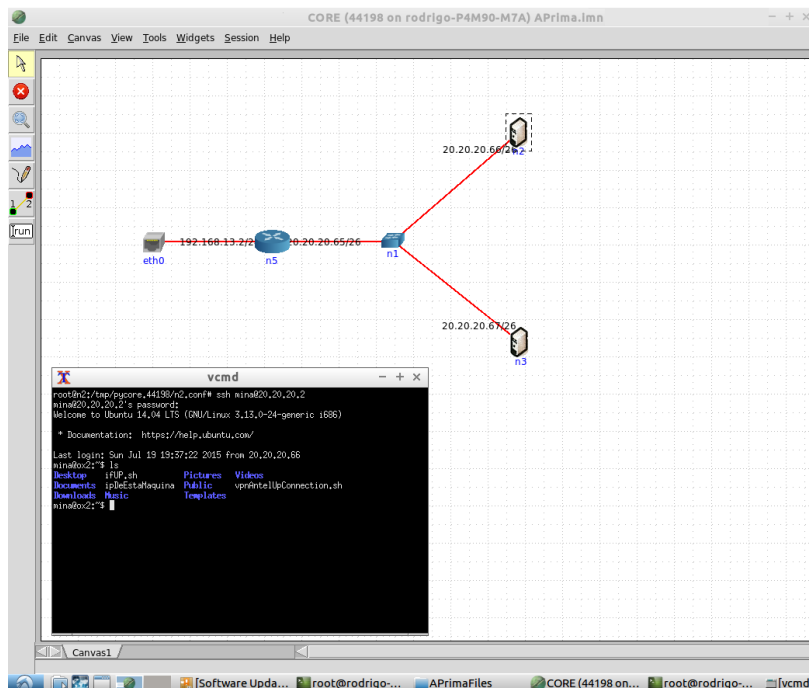 CORE (44198 on rodrigo-P4M90-M7A) APrima.imn
File Edit Canvas View Tools Widgets Session Help
1 2
run
20.20.20.66/26
n2
192.168.13.2/2
0.20.20.65/26
eth0
n5
n1
20.20.20.67/26
n3
vcmd
root@n2:/tmp/pycore.44198/n2.conf# ssh mina@20.20.20.2
mina@20.20.20.2's password:
Welcome to Ubuntu 14.04 LTS (GNU/Linux 3.13.0-24-generic i686)
* Documentation: https://help.ubuntu.com/
Last login: Sun Jul 19 19:37:22 2015 from 20.20.20.66
mina@ox2:~$ ls
Desktop ifUP.sh Pictures Videos
Documents ipDeEstaMaquina Public vpnAntelUpConnection.sh
Downloads Music Templates
mina@ox2:~$
Canvas1
[Software Upda... root@rodrigo-... APrimaFiles CORE (44198 on... root@rodrigo-... [vcmd